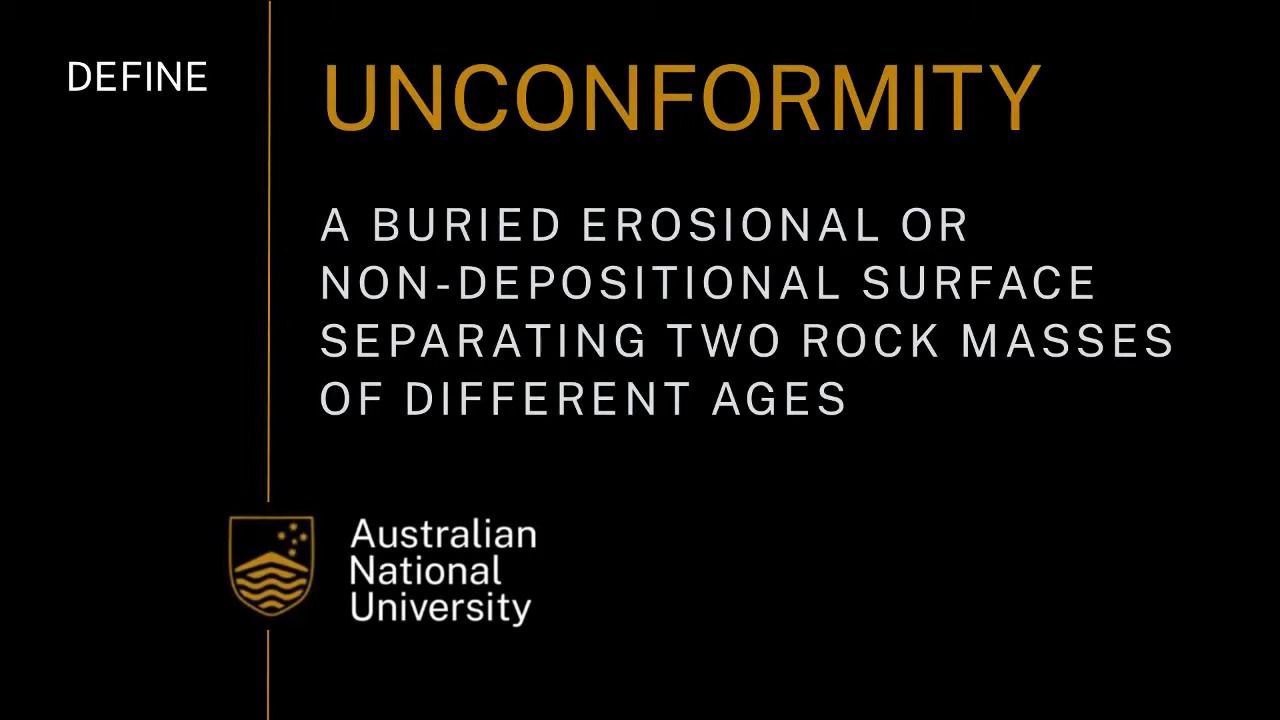 DEFINE
UNCONFORMITY
A BURIED EROSIONAL OR
NON-DEPOSITIONAL SURFACE
SEPARATING TWO ROCK MASSES
OF DIFFERENT AGES
Australian
National
University